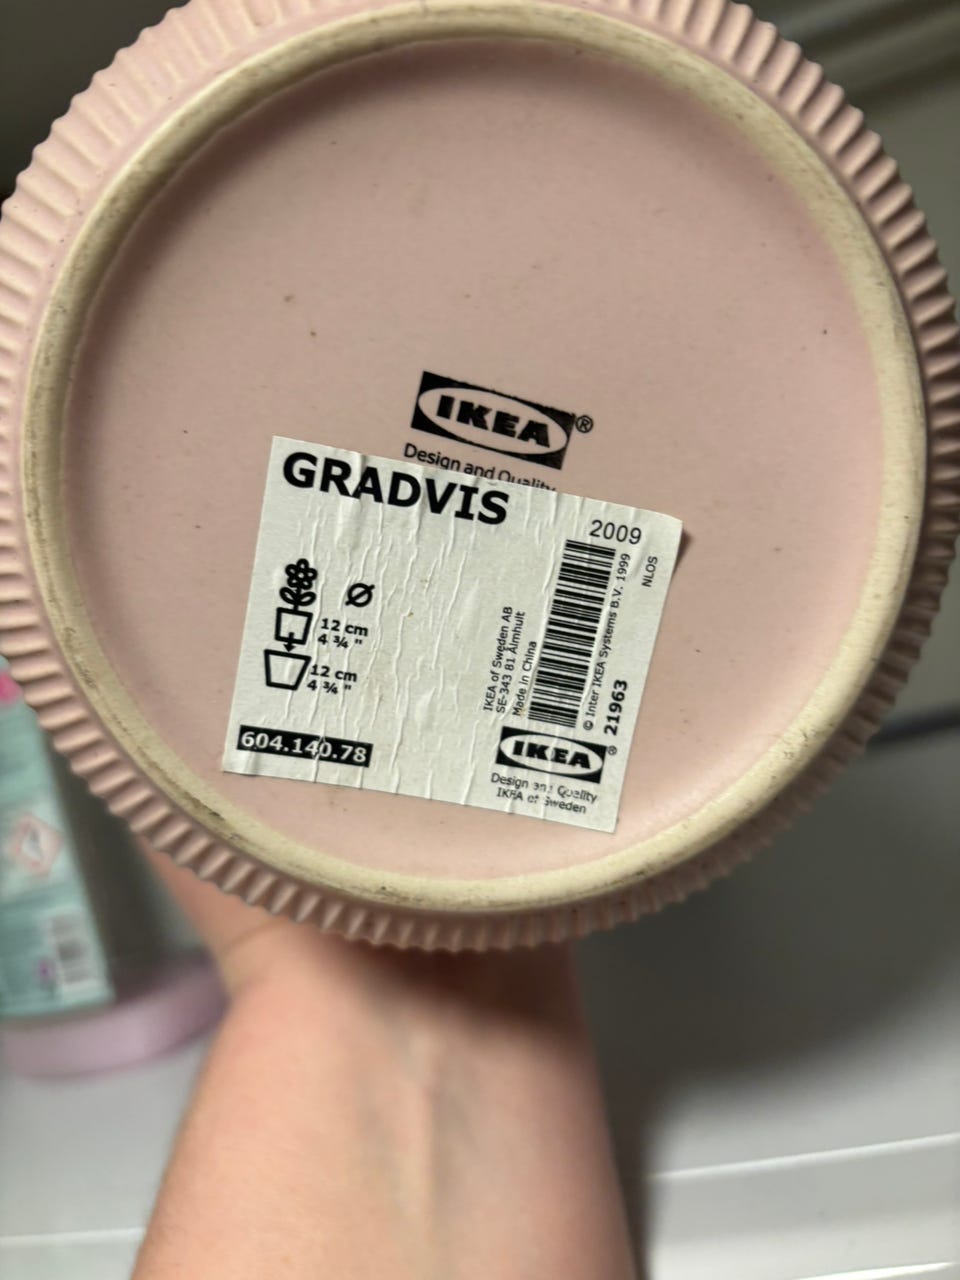 IKEA®
Design and Quality
GRADVIS
2009
Ø
12 cm
4 ¾ "
12 cm
4 ¾ "
604.140.78
IKEA of Sweden AB
SE-343 81 Älmhult
Made in China
© Inter IKEA Systems B.V. 1999
NLOS
21963
IKEA®
Design and Quality
IKEA of Sweden